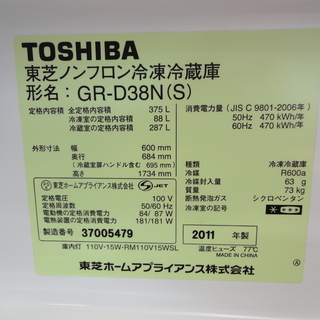 TOSHIBA
東芝ノンフロン冷凍冷蔵庫
形名：GR-D38N(S)
定格内容積 全定格内容積 375 L
冷凍室の定格内容積 88 L
冷蔵室の定格内容積 287 L
消費電力量 (JIS C 9801-2006年)
50Hz 470 kWh/年
60Hz 470 kWh/年
外形寸法 幅 600 mm
奥行 684 mm
(冷蔵室扉ハンドル含む 695 mm)
高さ 1734 mm
東芝ホームアプライアンス株式会社 S JET
種類 冷凍冷蔵庫
冷媒 R600a
冷媒封入量 63 g
質量 73 kg
断熱発泡ガス シクロペンタン
冷凍室の記号
定格電圧 100 V
定格周波数 50/60 Hz
電動機の定格消費電力 84/ 87 W
電熱装置の定格消費電力 181/181 W
製造番号 37005479
2011 年製
庫内灯 110V·15W-RM110V15WSL
温度ヒューズ 77℃
MADE IN CHINA
東芝ホームアプライアンス株式会社
Ⓐ